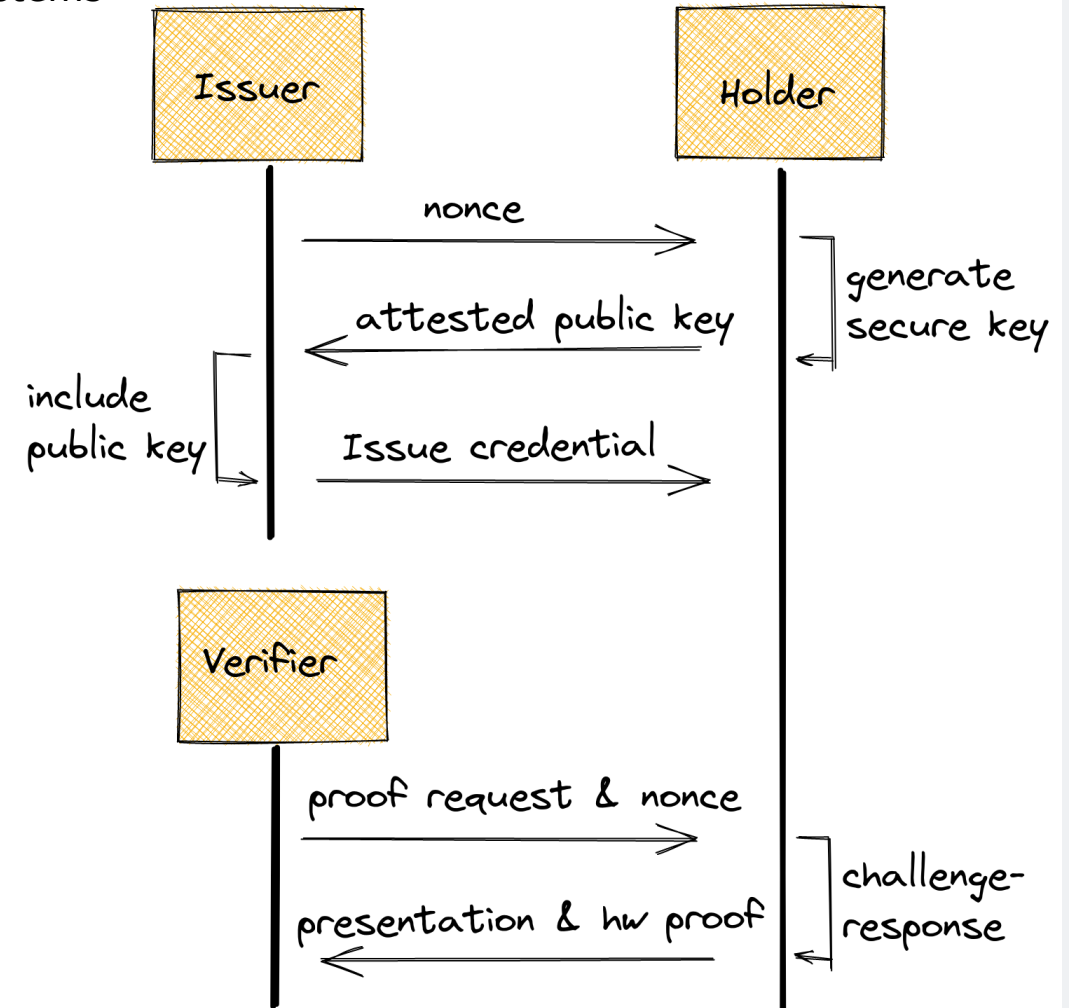 Issuer
Holder
nonce
generate
secure key
attested public key
include
public key
Issue credential
Verifier
proof request & nonce
challenge-
response
presentation & hw proof